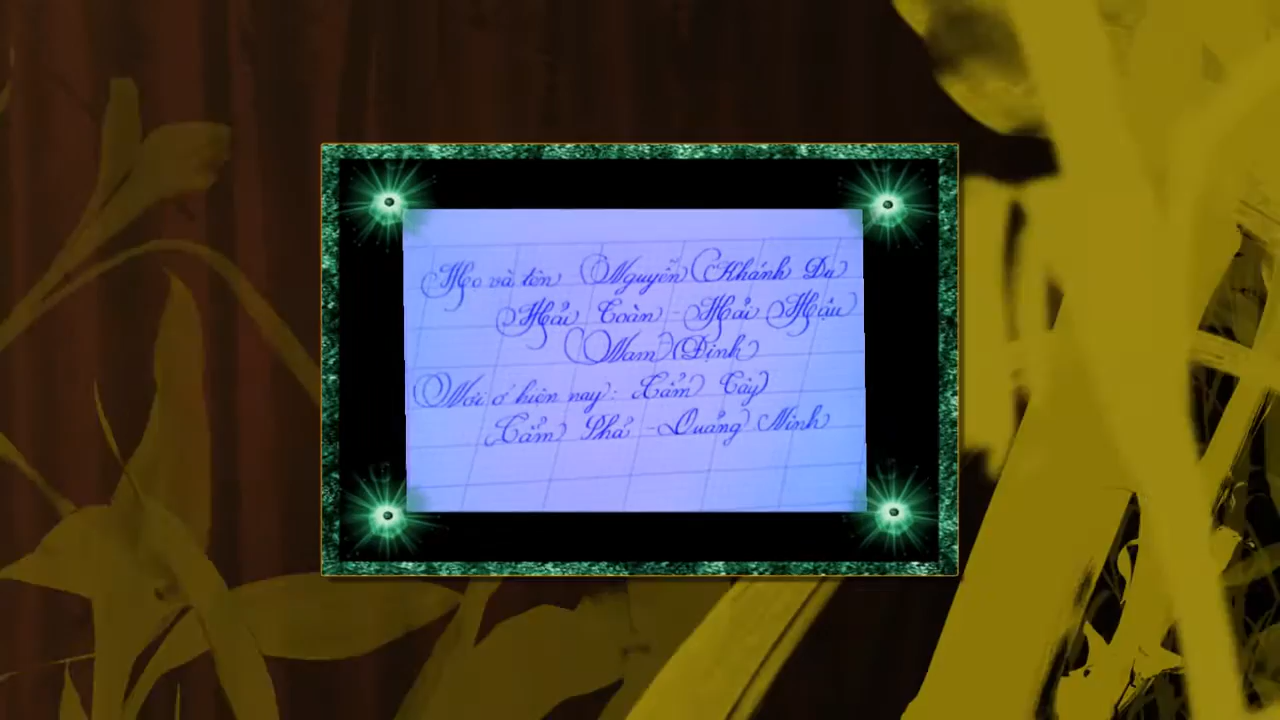 Họ và tên Nguyễn Khánh Dư
Hải Toàn - Hải Hậu
Nam Định
Nơi ở hiện nay: Cẩm Tây
Cẩm Phả - Quảng Ninh